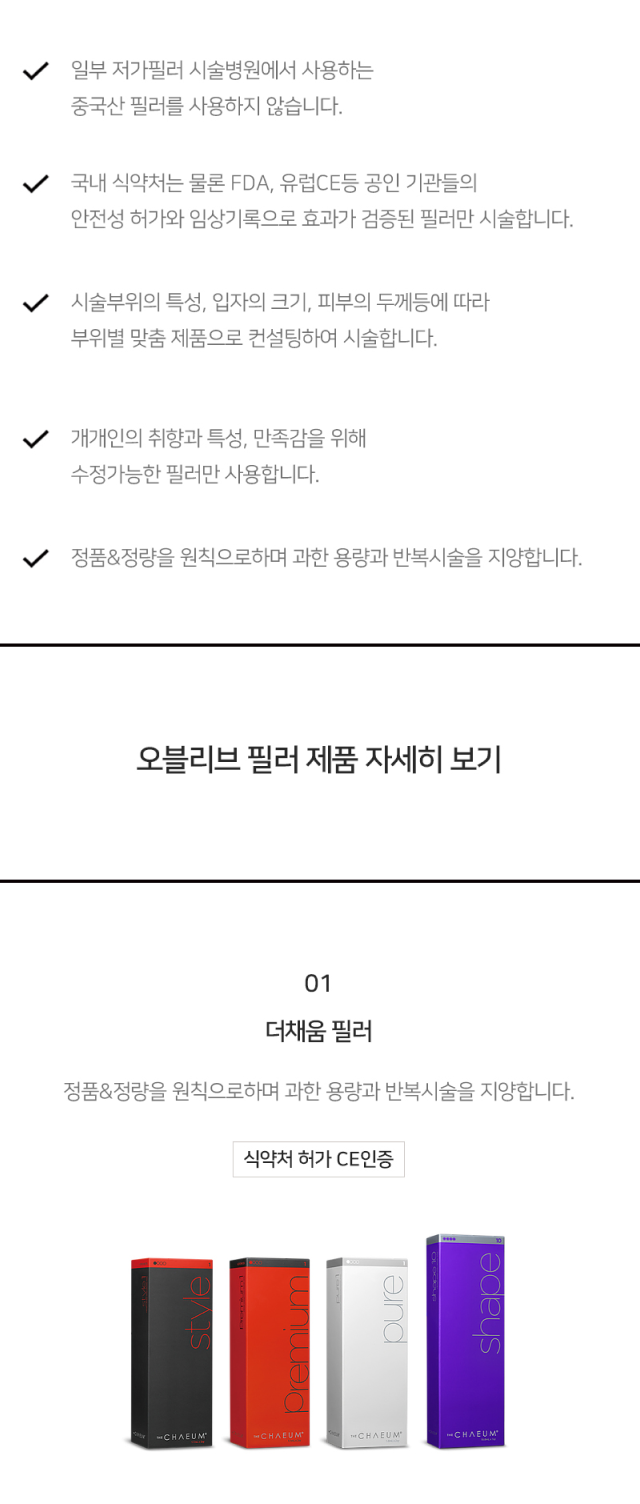 일부 저가필러 시술병원에서 사용하는
중국산 필러를 사용하지 않습니다.
국내 식약처는 물론 FDA, 유럽CE등 공인 기관들의
안전성 허가와 임상기록으로 효과가 검증된 필러만 시술합니다.
시술부위의 특성, 입자의 크기, 피부의 두께등에 따라
부위별 맞춤 제품으로 컨설팅하여 시술합니다.
개개인의 취향과 특성, 만족감을 위해
수정가능한 필러만 사용합니다.
정품&정량을 원칙으로하며 과한 용량과 반복시술을 지양합니다.
오블리브 필러 제품 자세히 보기
01
더채움 필러
정품&정량을 원칙으로하며 과한 용량과 반복시술을 지양합니다.
식약처 허가 CE인증
style
THE CHAEUM
premium
THE CHAEUM
pure
THE CHAEUM
shape 10
10
shape
THE CHAEUM